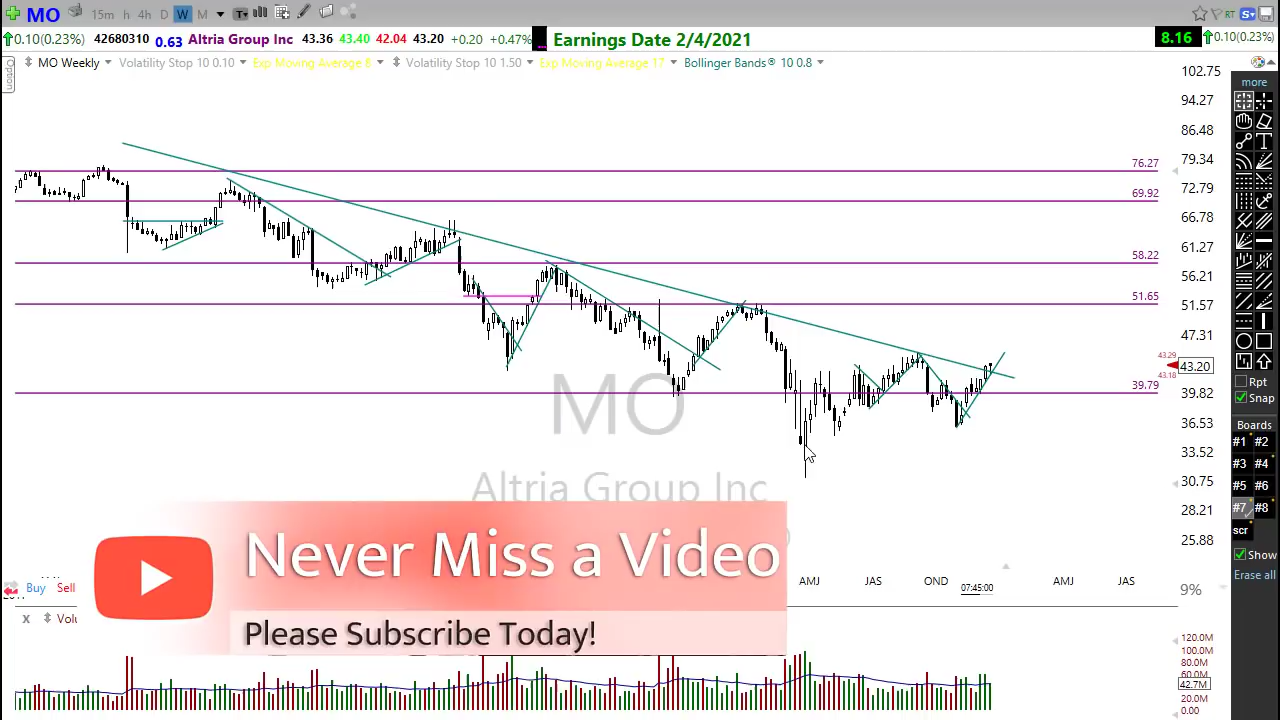 MO 15m 1h 4h D W M T RT S
0.10(0.23%) 42680310 0.63 Altria Group Inc 43.36 43.40 42.04 43.20 +0.20 +0.47% Earnings Date 2/4/2021 8.16 0.10(0.23%)
Option MO Weekly Volatility Stop 10 0.10 Exp Moving Average 8 Volatility Stop 10 1.50 Exp Moving Average 17 Bollinger Bands® 10 0.8
102.75
more
94.27
86.48
79.34
76.27
72.79
69.92
66.78
61.27
58.22
56.21
51.65
51.57
47.31
43.29
43.20
43.18
39.79
39.82
Rpt
Snap
36.53
33.52
30.75
28.21
25.88
MO
Altria Group Inc
Boards
#1 #2
#3 #4
#5 #6
#7 #8
scr
Show
Erase all
Never Miss a Video
Please Subscribe Today!
Buy Sell
AMJ JAS OND 07:45:00 AMJ JAS
9%
x Volu
120.0M
100.0M
80.0M
60.0M
42.7M
20.0M
0.00